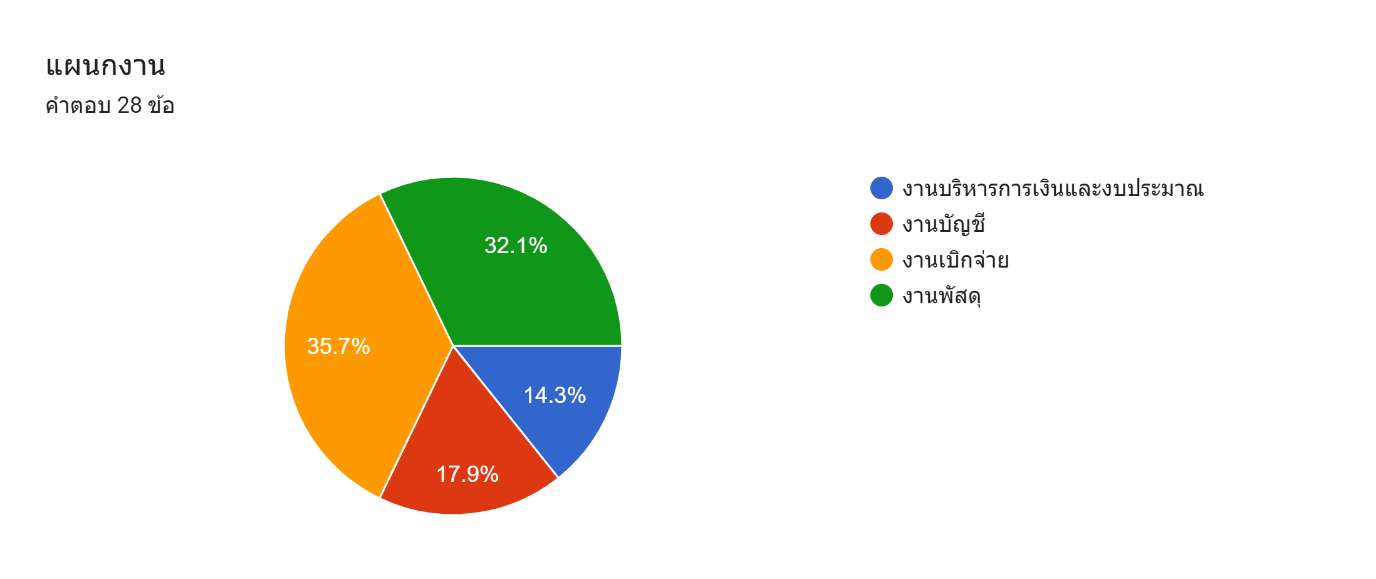 แผนกงาน
คำตอบ 28 ข้อ
งานบริหารการเงินและงบประมาณ
งานบัญชี
งานเบิกจ่าย
งานพัสดุ
32.1%
35.7%
14.3%
17.9%